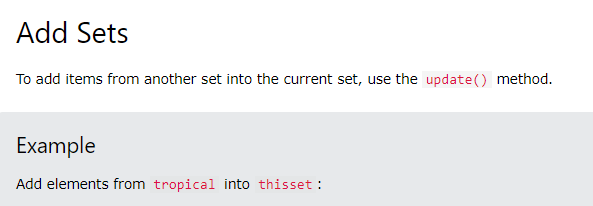 Add Sets
To add items from another set into the current set, use the update() method.
Example
Add elements from tropical into thisset: